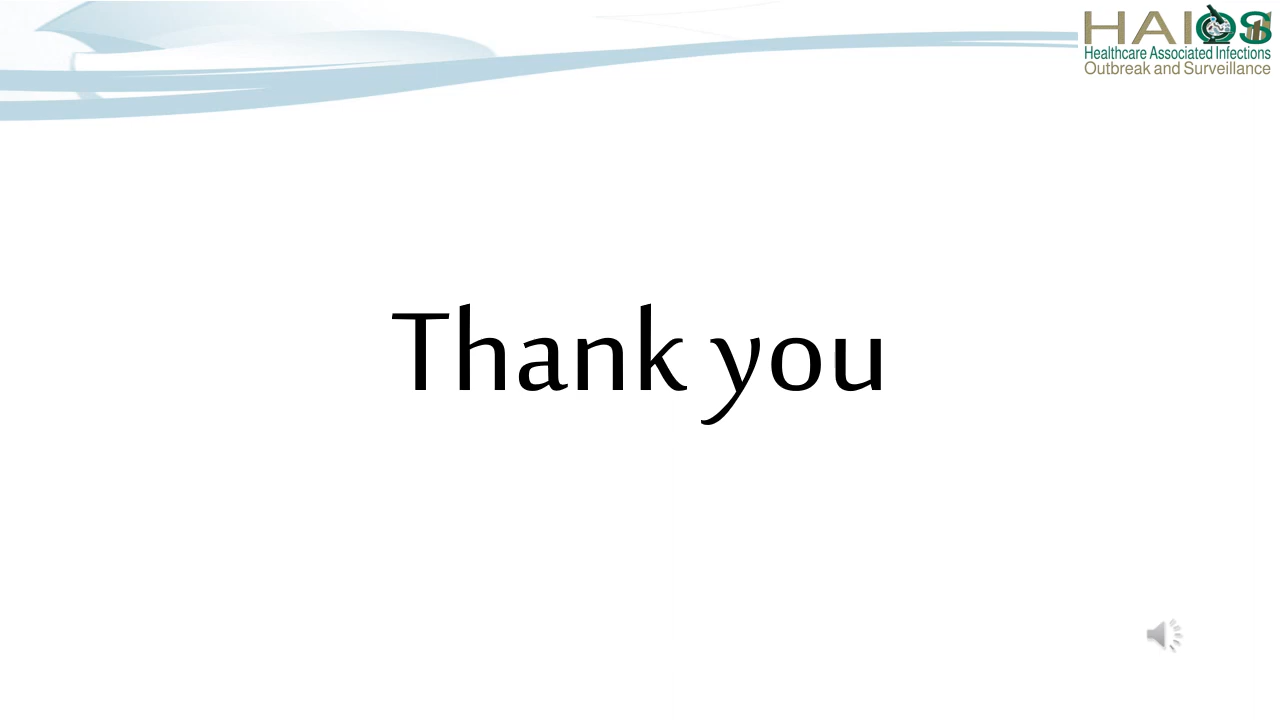 HAIOS
Healthcare Associated Infections
Outbreak and Surveillance
Thank you